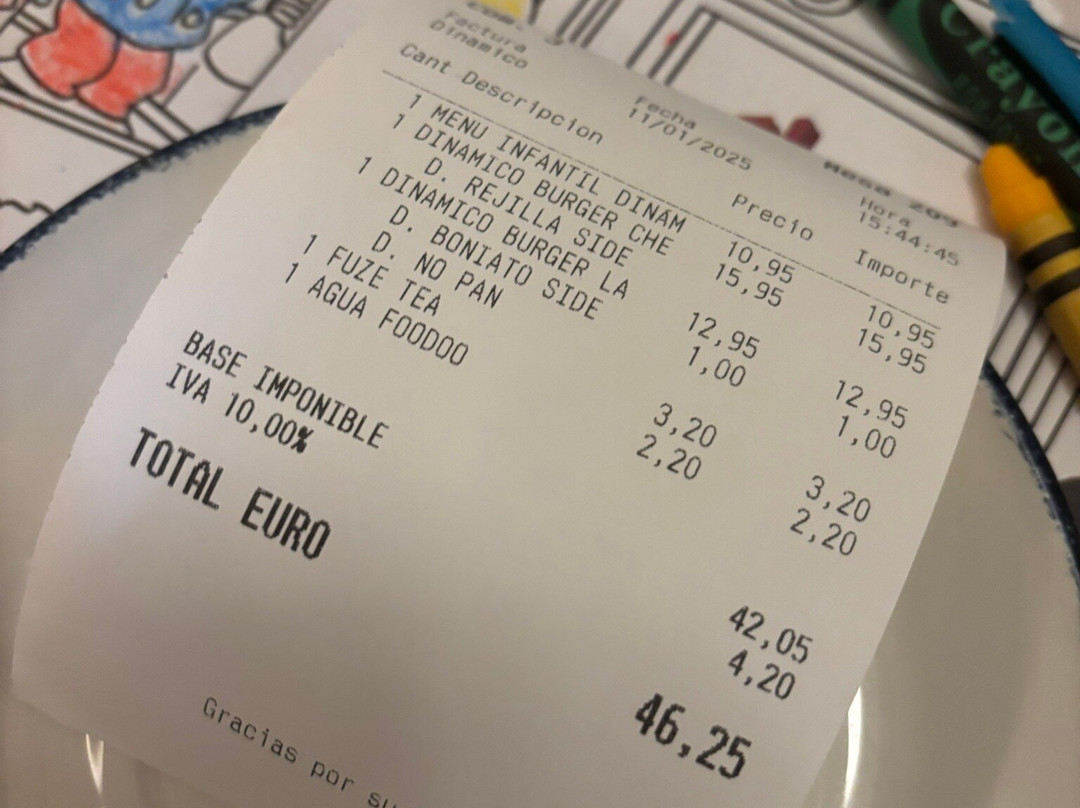 Mesa 209
Factura Fecha Hora
Dinamico 11/01/2025 15:44:45
Cant Descripcion Precio Importe
1 MENU INFANTIL DINAM 10,95 10,95
1 DINAMICO BURGER CHE 15,95 15,95
D. REJILLA SIDE
1 DINAMICO BURGER LA 12,95 12,95
D. BONIATO SIDE 1,00 1,00
D. NO PAN
1 FUZE TEA 3,20 3,20
1 AGUA FOODOO 2,20 2,20
BASE IMPONIBLE 42,05
IVA 10,00% 4,20
TOTAL EURO 46,25
Gracias por su
Crayo